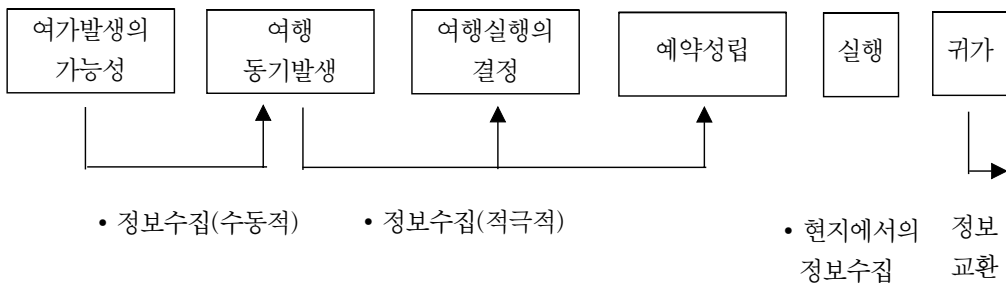 여가발생의
가능성
여행
동기발생
여행실행의
결정
예약성립
실행
귀가
• 정보수집(수동적)
• 정보수집(적극적)
• 현지에서의
정보수집
정보
교환